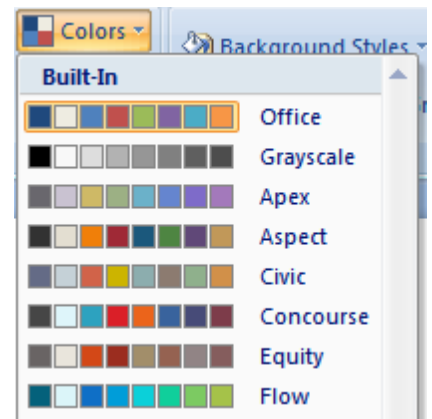 Colors
Background Styles
Built-In
Office
Grayscale
Apex
Aspect
Civic
Concourse
Equity
Flow